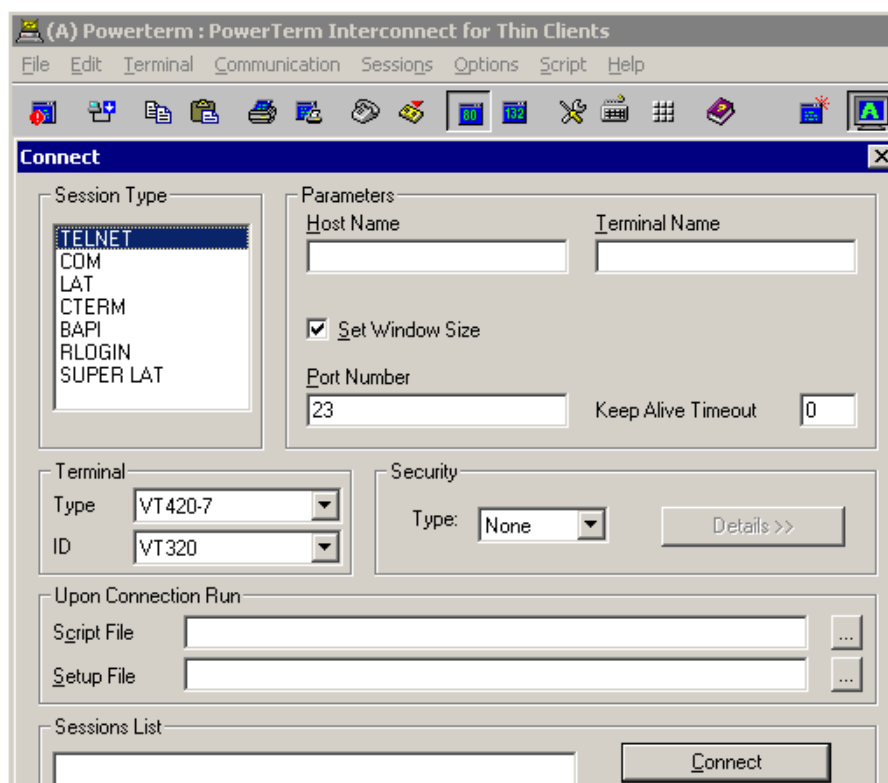 (A) Powerterm : PowerTerm Interconnect for Thin Clients
File Edit Terminal Communication Sessions Options Script Help
80 132 A
Connect
Session Type
TELNET
COM
LAT
CTERM
BAPI
RLOGIN
SUPER LAT
Parameters
Host Name Terminal Name
Set Window Size
Port Number
23 Keep Alive Timeout 0
Terminal
Type VT420-7
ID VT320
Security
Type: None Details >>
Upon Connection Run
Script File ...
Setup File ...
Sessions List
Connect